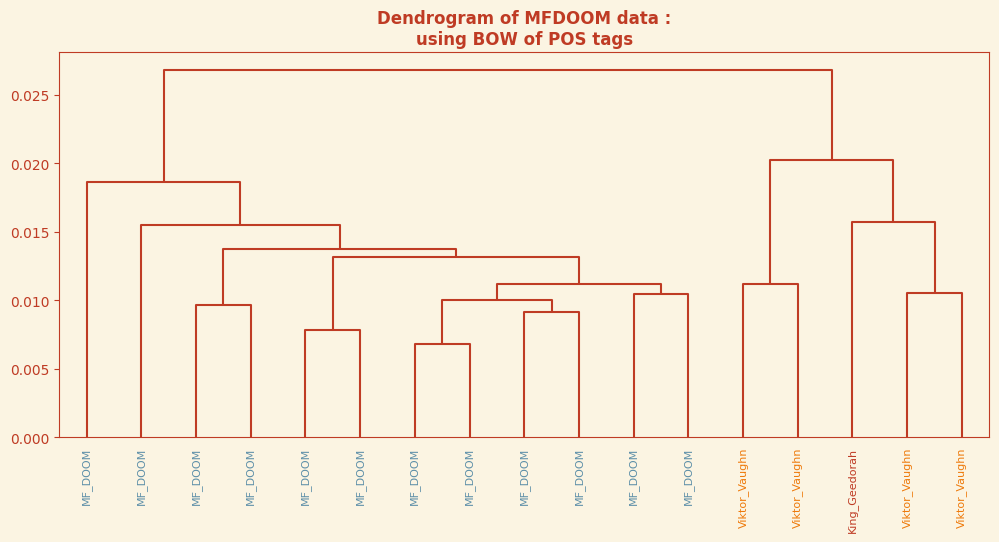 Dendrogram of MFDOOM data :
using BOW of POS tags
0.025
0.020
0.015
0.010
0.005
0.000
MF_DOOM
MF_DOOM
MF_DOOM
MF_DOOM
MF_DOOM
MF_DOOM
MF_DOOM
MF_DOOM
MF_DOOM
MF_DOOM
MF_DOOM
MF_DOOM
Viktor_Vaughn
Viktor_Vaughn
King_Geedorah
Viktor_Vaughn
Viktor_Vaughn